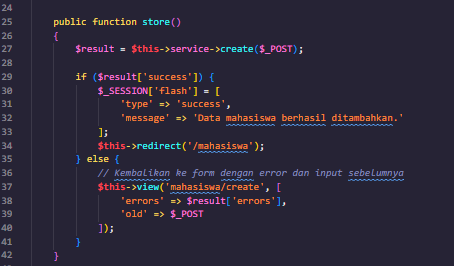 24
25 public function store()
26 {
27 $result = $this->service->create($_POST);
28
29 if ($result['success']) {
30 $_SESSION['flash'] = [
31 'type' => 'success',
32 'message' => 'Data mahasiswa berhasil ditambahkan.'
33 ];
34 $this->redirect('/mahasiswa');
35 } else {
36 // Kembalikan ke form dengan error dan input sebelumnya
37 $this->view('mahasiswa/create', [
38 'errors' => $result['errors'],
39 'old' => $_POST
40 ]);
41 }
42 }